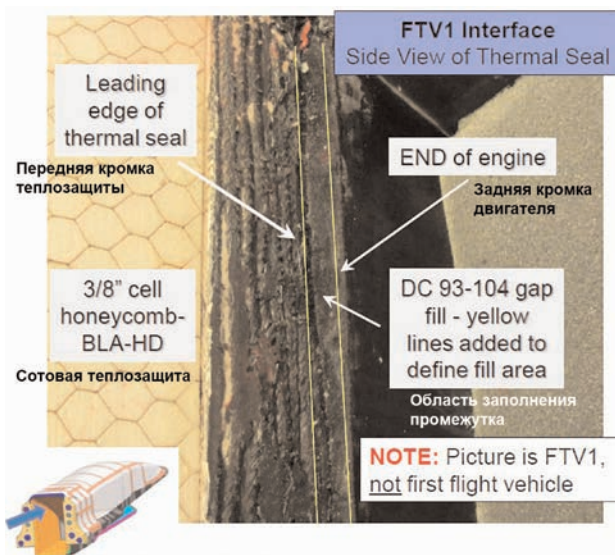 FTV1 Interface
Side View of Thermal Seal
Leading
edge of
thermal seal
Передняя кромка
теплозащиты
END of engine
Задняя кромка
двигателя
3/8” cell
honeycomb-
BLA-HD
Сотовая теплозащита
DC 93-104 gap
fill - yellow
lines added to
define fill area
Область заполнения
промежутка
NOTE: Picture is FTV1,
not first flight vehicle